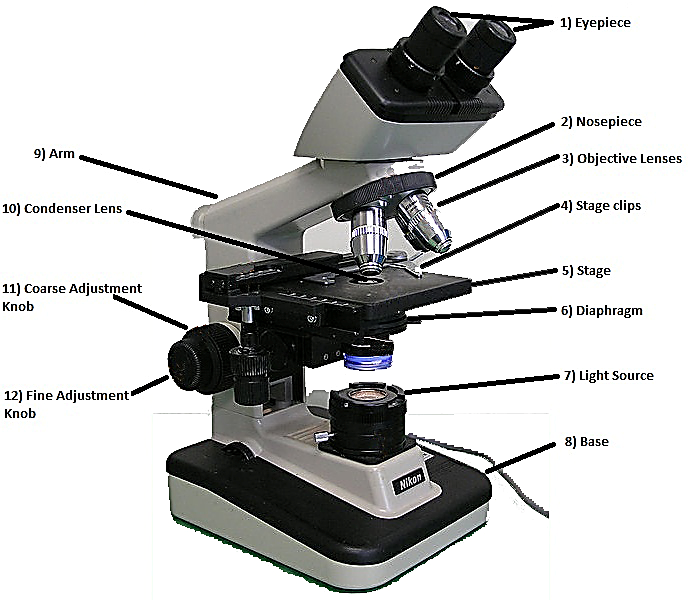 1) Eyepiece
2) Nosepiece
3) Objective Lenses
4) Stage clips
5) Stage
6) Diaphragm
7) Light Source
8) Base
9) Arm
10) Condenser Lens
11) Coarse Adjustment
Knob
12) Fine Adjustment
Knob
Nikon